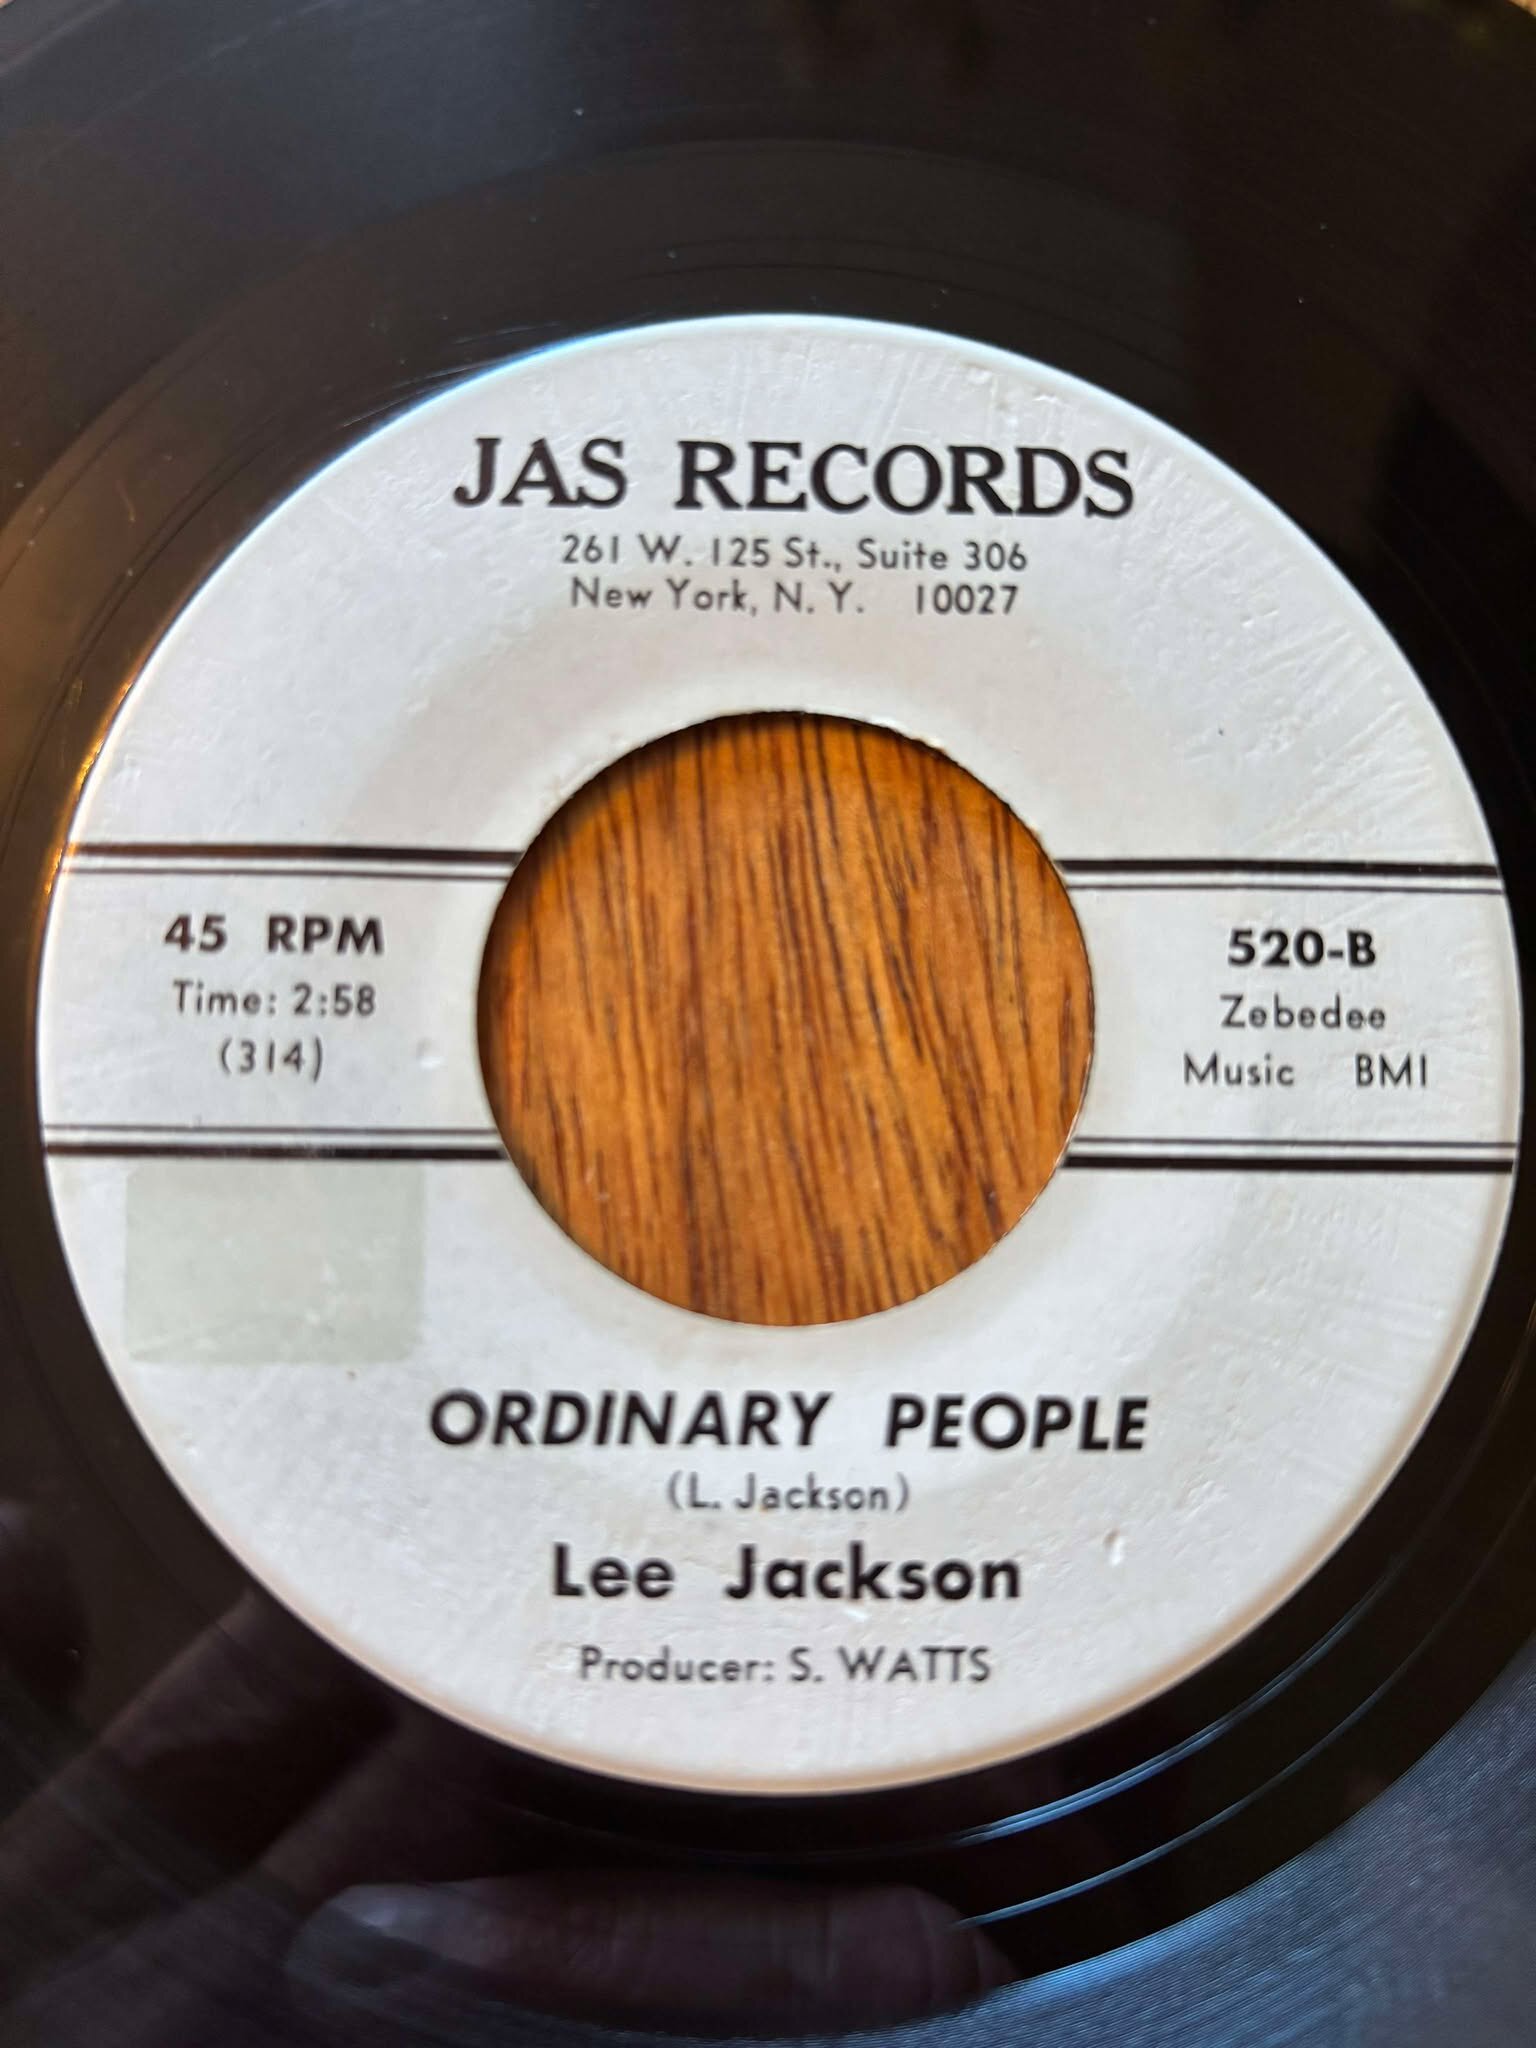 JAS RECORDS
261 W. 125 St., Suite 306
New York, N. Y. 10027
45 RPM
Time: 2:58
(314)
520-B
Zebedee
Music BMI
ORDINARY PEOPLE
(L. Jackson)
Lee Jackson
Producer: S. WATTS